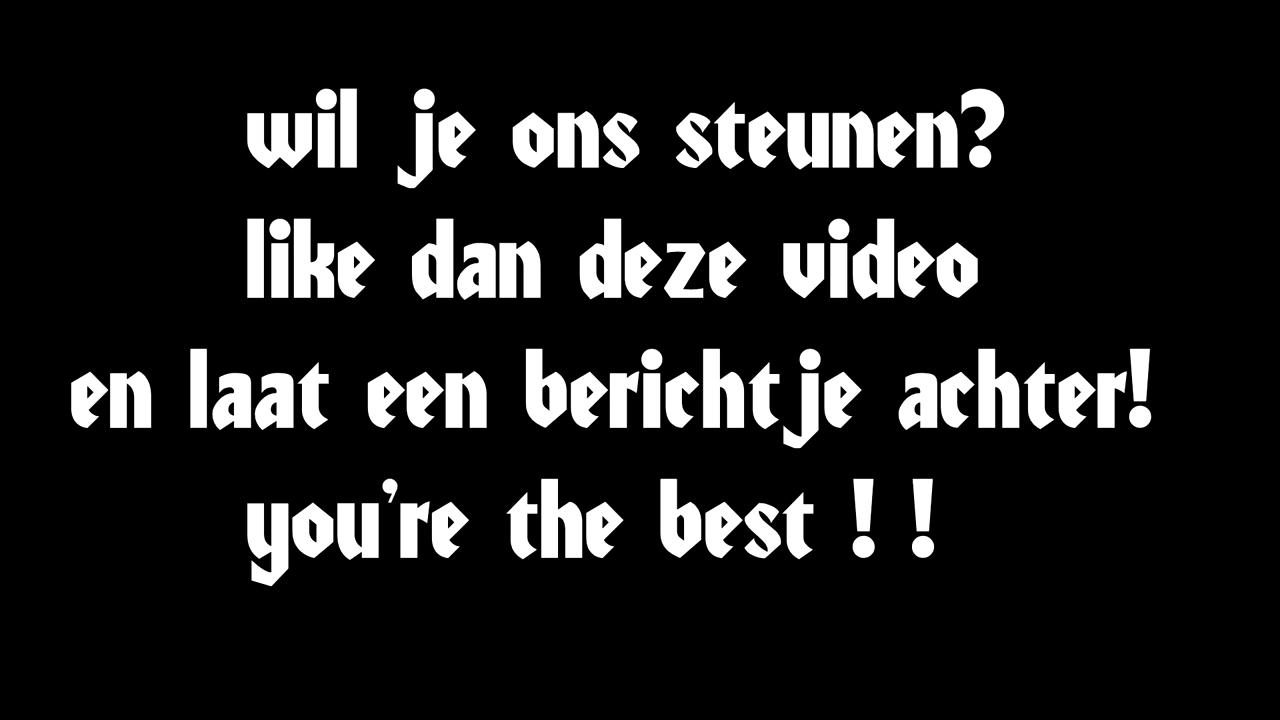 wil je ons steunen?
like dan deze video
en laat een berichtje achter!
you're the best ! !